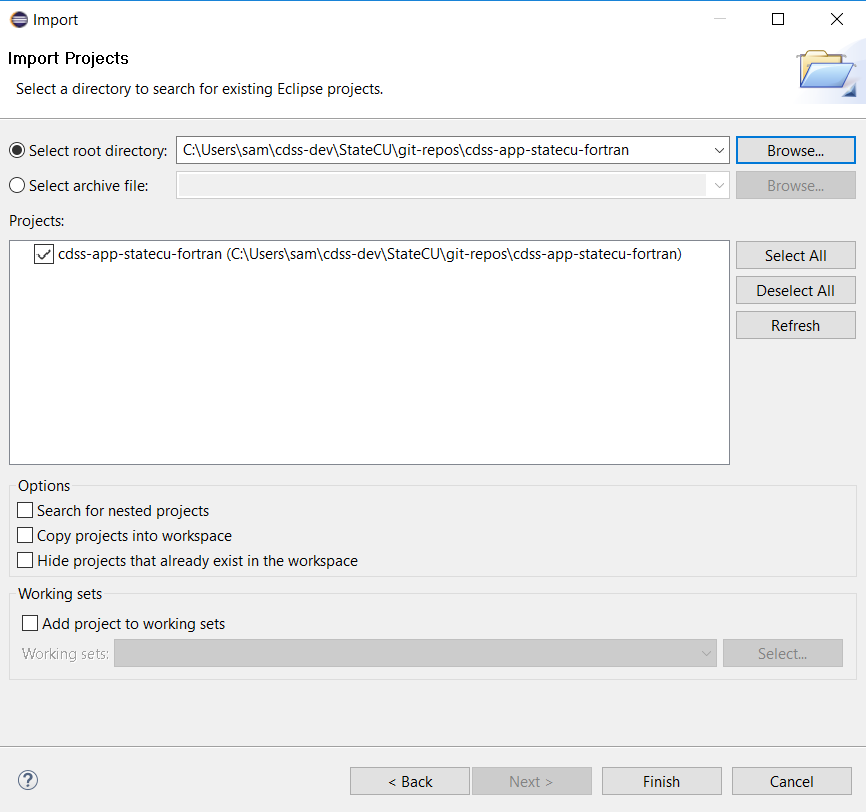 Import
Import Projects
Select a directory to search for existing Eclipse projects.
Select root directory: C:\Users\sam\cdss-dev\StateCU\git-repos\cdss-app-statecu-fortran Browse...
Select archive file: Browse...
Projects:
cdss-app-statecu-fortran (C:\Users\sam\cdss-dev\StateCU\git-repos\cdss-app-statecu-fortran) Select All
Deselect All
Refresh
Options
Search for nested projects
Copy projects into workspace
Hide projects that already exist in the workspace
Working sets
Add project to working sets
Working sets: Select...
? < Back Next > Finish Cancel